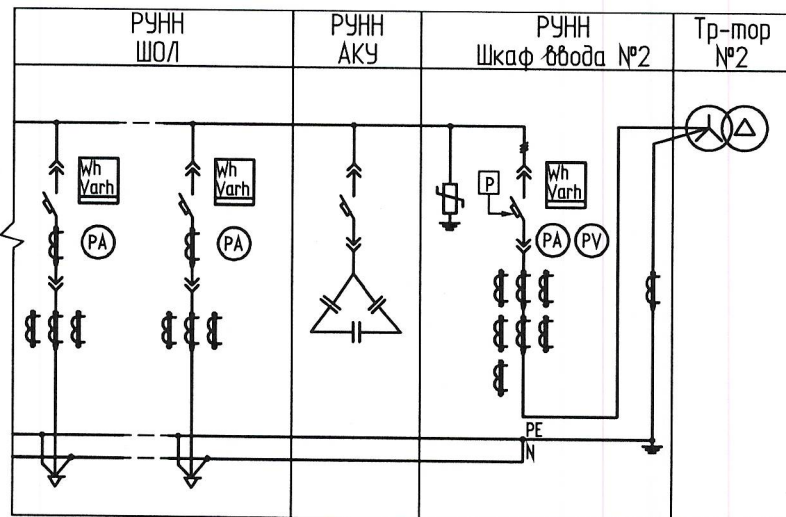 РУНН
ШОЛ
РУНН
АКУ
РУНН
Шкаф ввода №2
Тр-тор
№2
Wh
Varh
Wh
Varh
Wh
Varh
P
PA
PA
PA
PV
PE
N